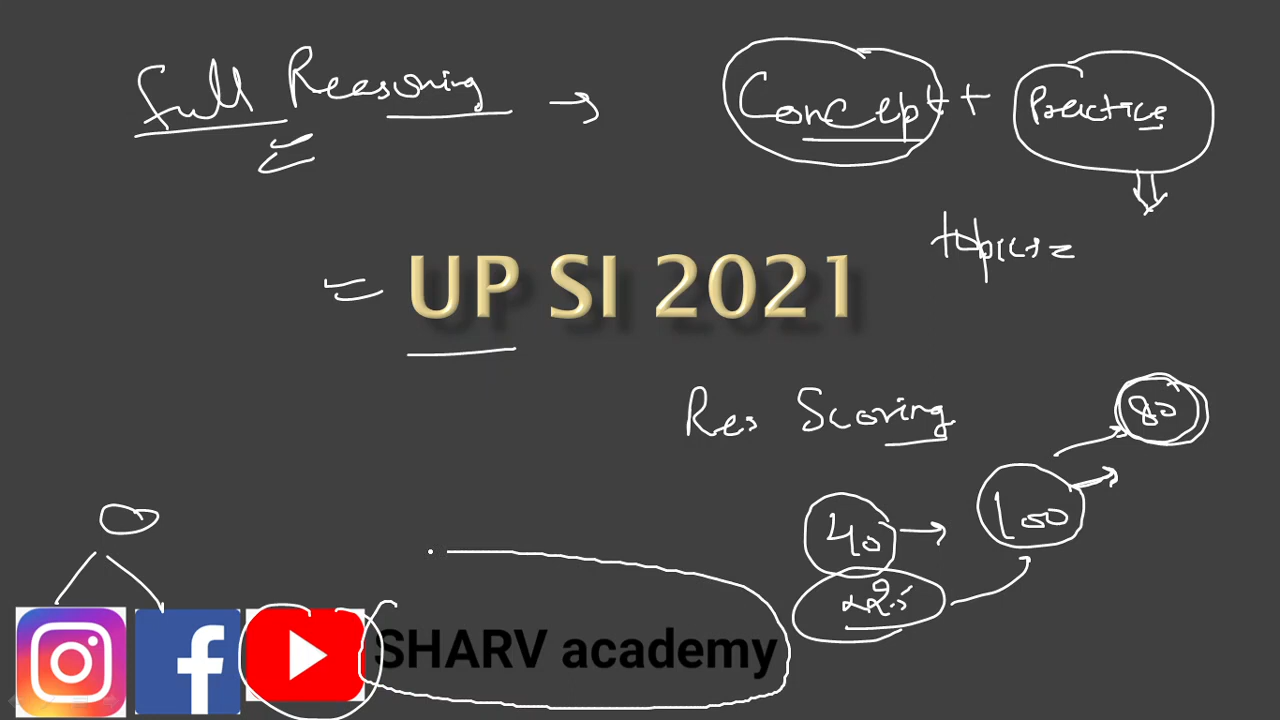 Full Reasoning → Concept + Practice
topics
= UP SI 2021
Res Scoring
80
40 → 100
SHARV academy